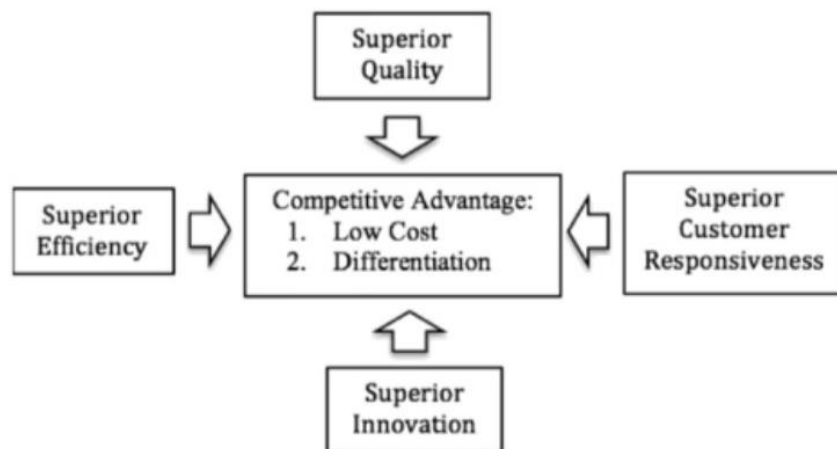 Superior
Quality
Superior
Efficiency
Competitive Advantage:
1. Low Cost
2. Differentiation
Superior
Customer
Responsiveness
Superior
Innovation